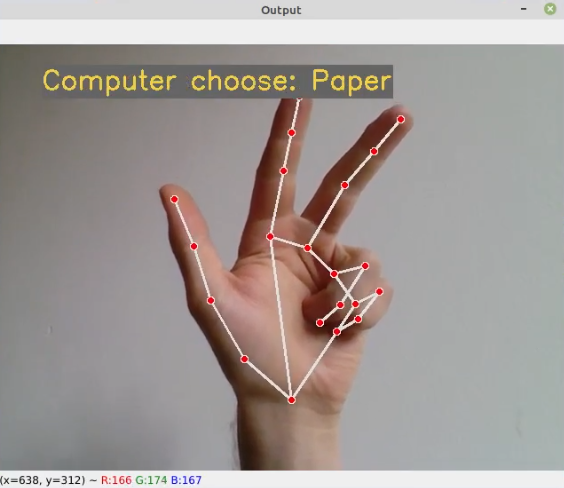 Output
Computer choose: Paper
(x=638, y=312) ~ R:166 G:174 B:167